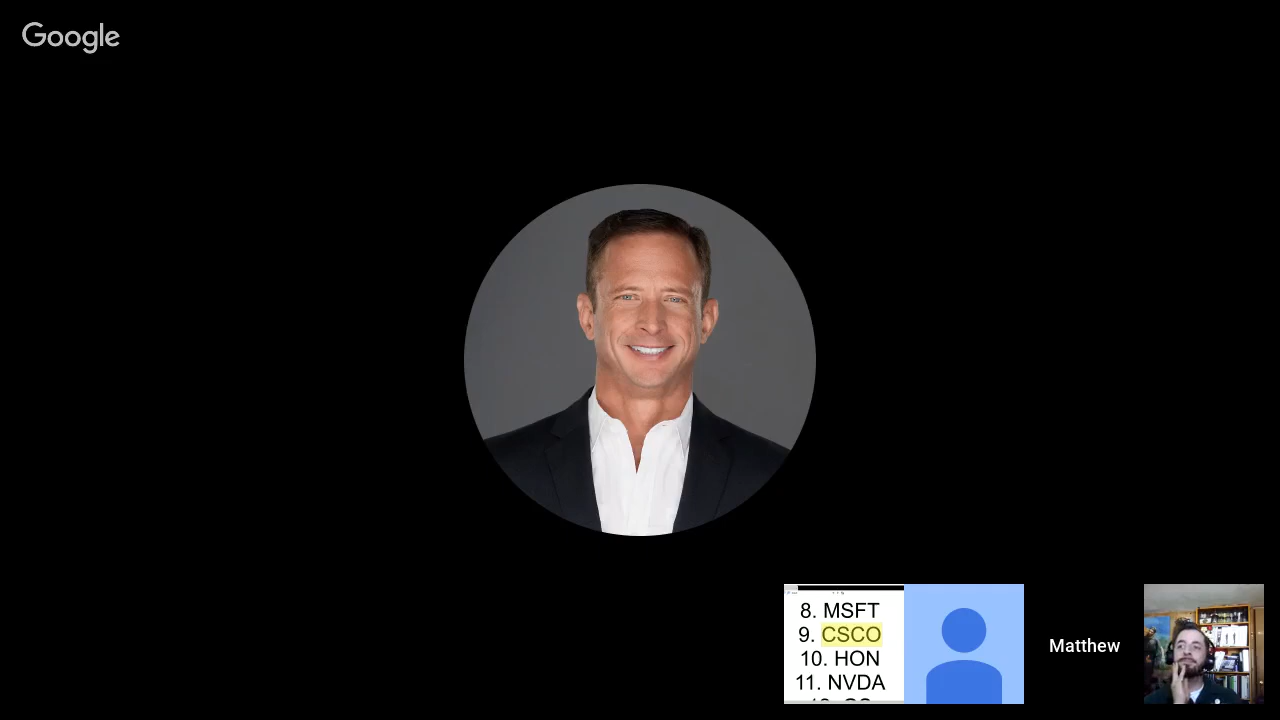 Google
8. MSFT
9. CSCO
10. HON
11. NVDA
Matthew